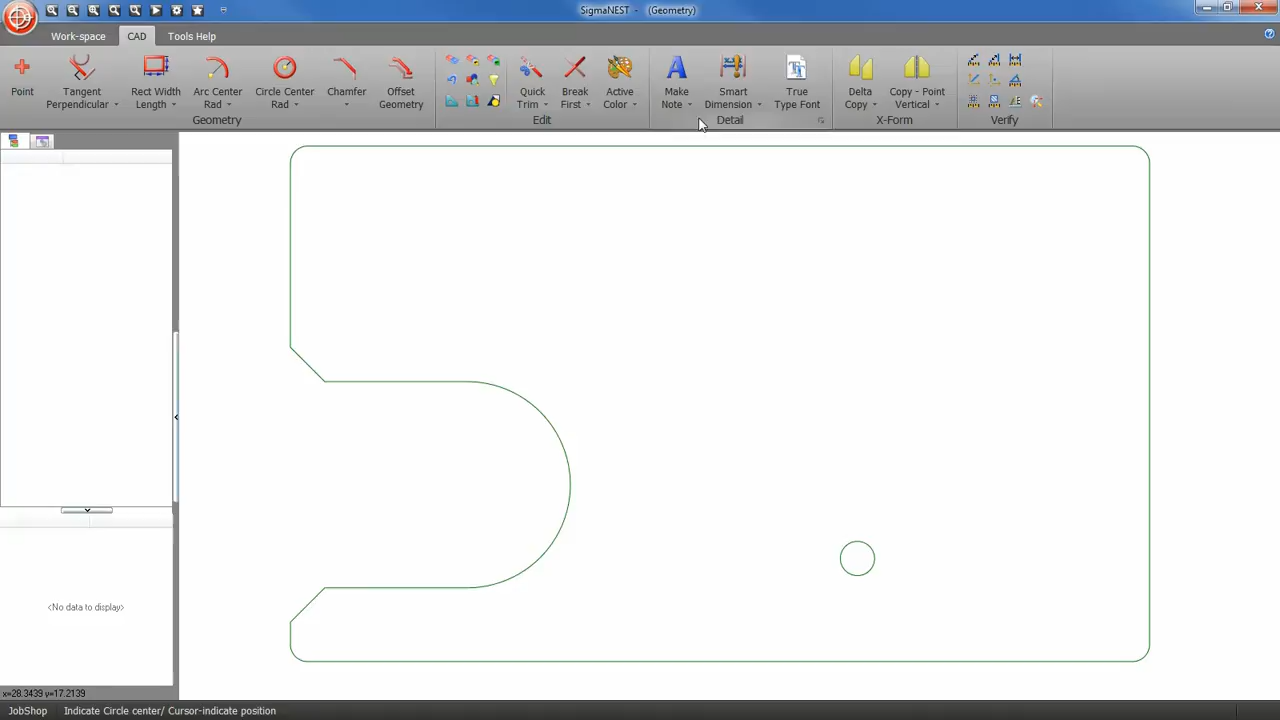 SigmaNEST - (Geometry)
Work-space CAD Tools Help
Point
Tangent
Perpendicular
Rect Width
Length
Arc Center
Rad
Circle Center
Rad
Chamfer
Offset
Geometry
Quick
Trim
Break
First
Active
Color
Make
Note
Smart
Dimension
True
Type Font
Delta
Copy
Copy - Point
Vertical
Geometry Edit Detail X-Form Verify
<No data to display>
x=28.3439 y=17.2139
JobShop Indicate Circle center/ Cursor-indicate position